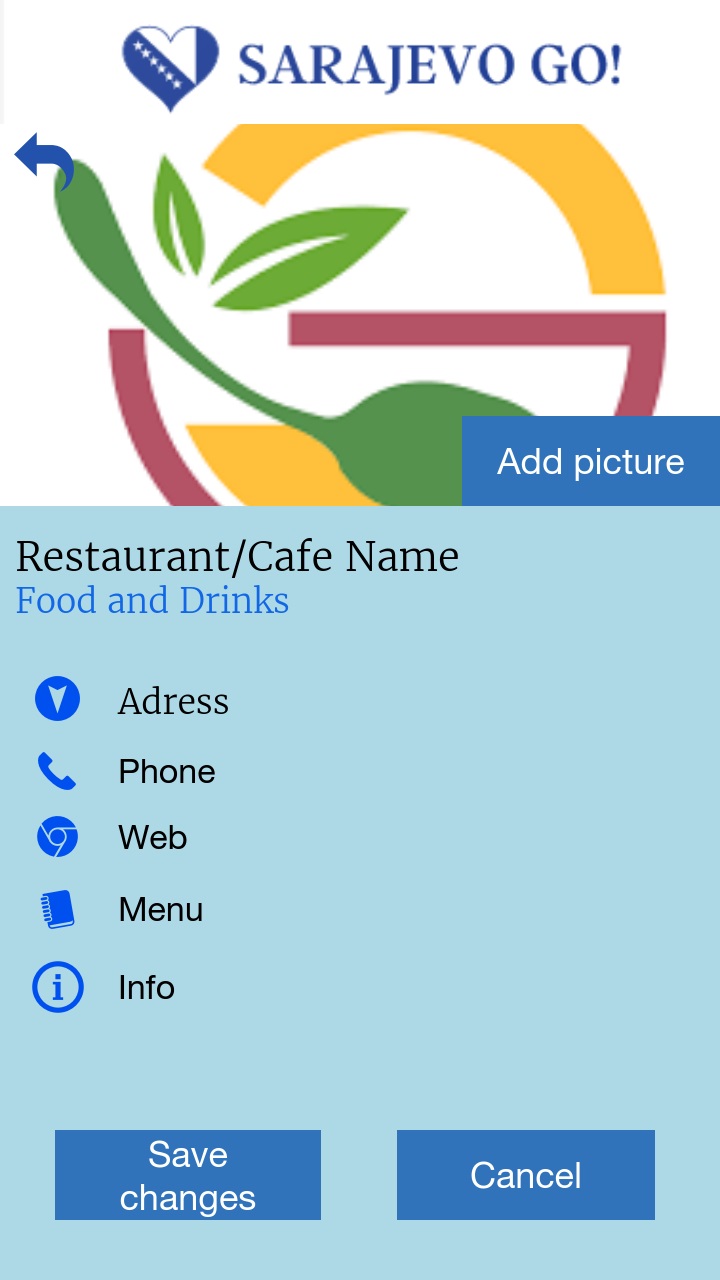 SARAJEVO GO!
Add picture
Restaurant/Cafe Name
Food and Drinks
Adress
Phone
Web
Menu
Info
Save
changes
Cancel